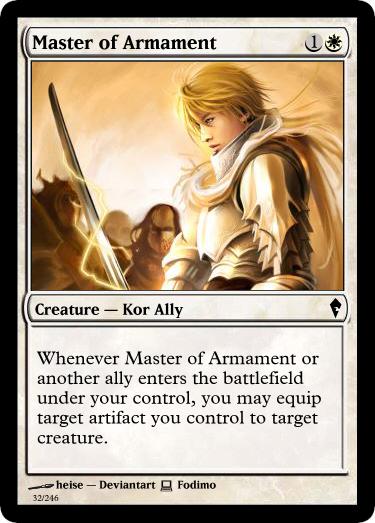 Master of Armament 1
Creature — Kor Ally
Whenever Master of Armament or
another ally enters the battlefield
under your control, you may equip
target artifact you control to target
creature.
heise — Deviantart Fodimo
32/246